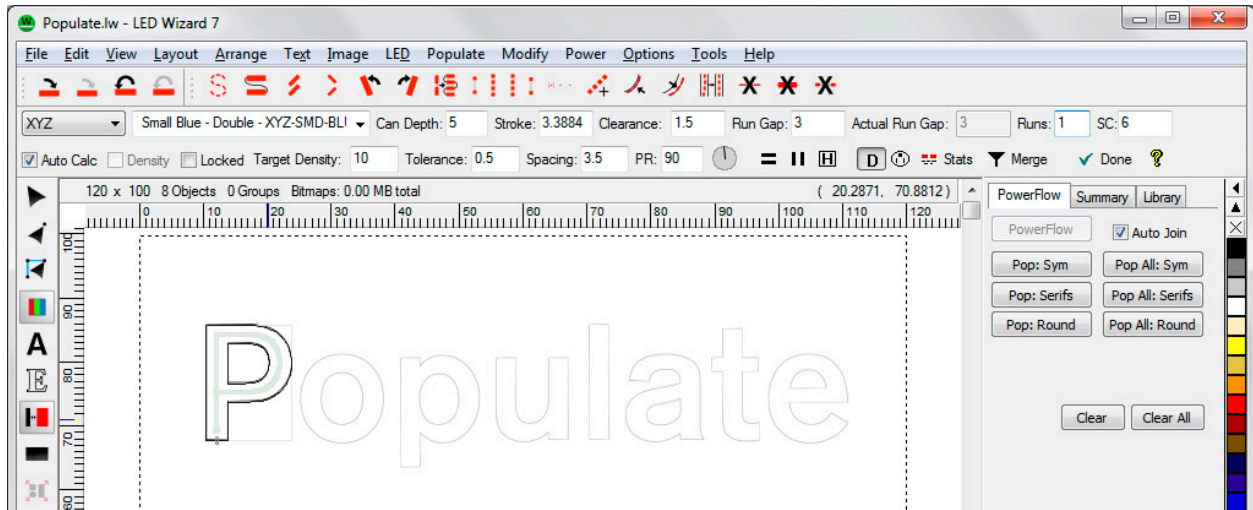 Populate.lw - LED Wizard 7
File Edit View Layout Arrange Text Image LED Populate Modify Power Options Tools Help
XYZ Small Blue - Double - XYZ-SMD-BL Can Depth: 5 Stroke: 3.3884 Clearance: 1.5 Run Gap: 3 Actual Run Gap: 3 Runs: 1 SC: 6
Auto Calc Density Locked Target Density: 10 Tolerance: 0.5 Spacing: 3.5 PR: 90 H D Stats Merge Done ?
120 x 100 8 Objects 0 Groups Bitmaps: 0.00 MB total ( 20.2871, 70.8812)
PowerFlow Summary Library
0 10 20 30 40 50 60 70 80 90 100 110 120
100
PowerFlow Auto Join
Pop: Sym Pop All: Sym
90
Pop: Serifs Pop All: Serifs
Pop: Round Pop All: Round
A
80
E
Populate
Clear Clear All
70
60